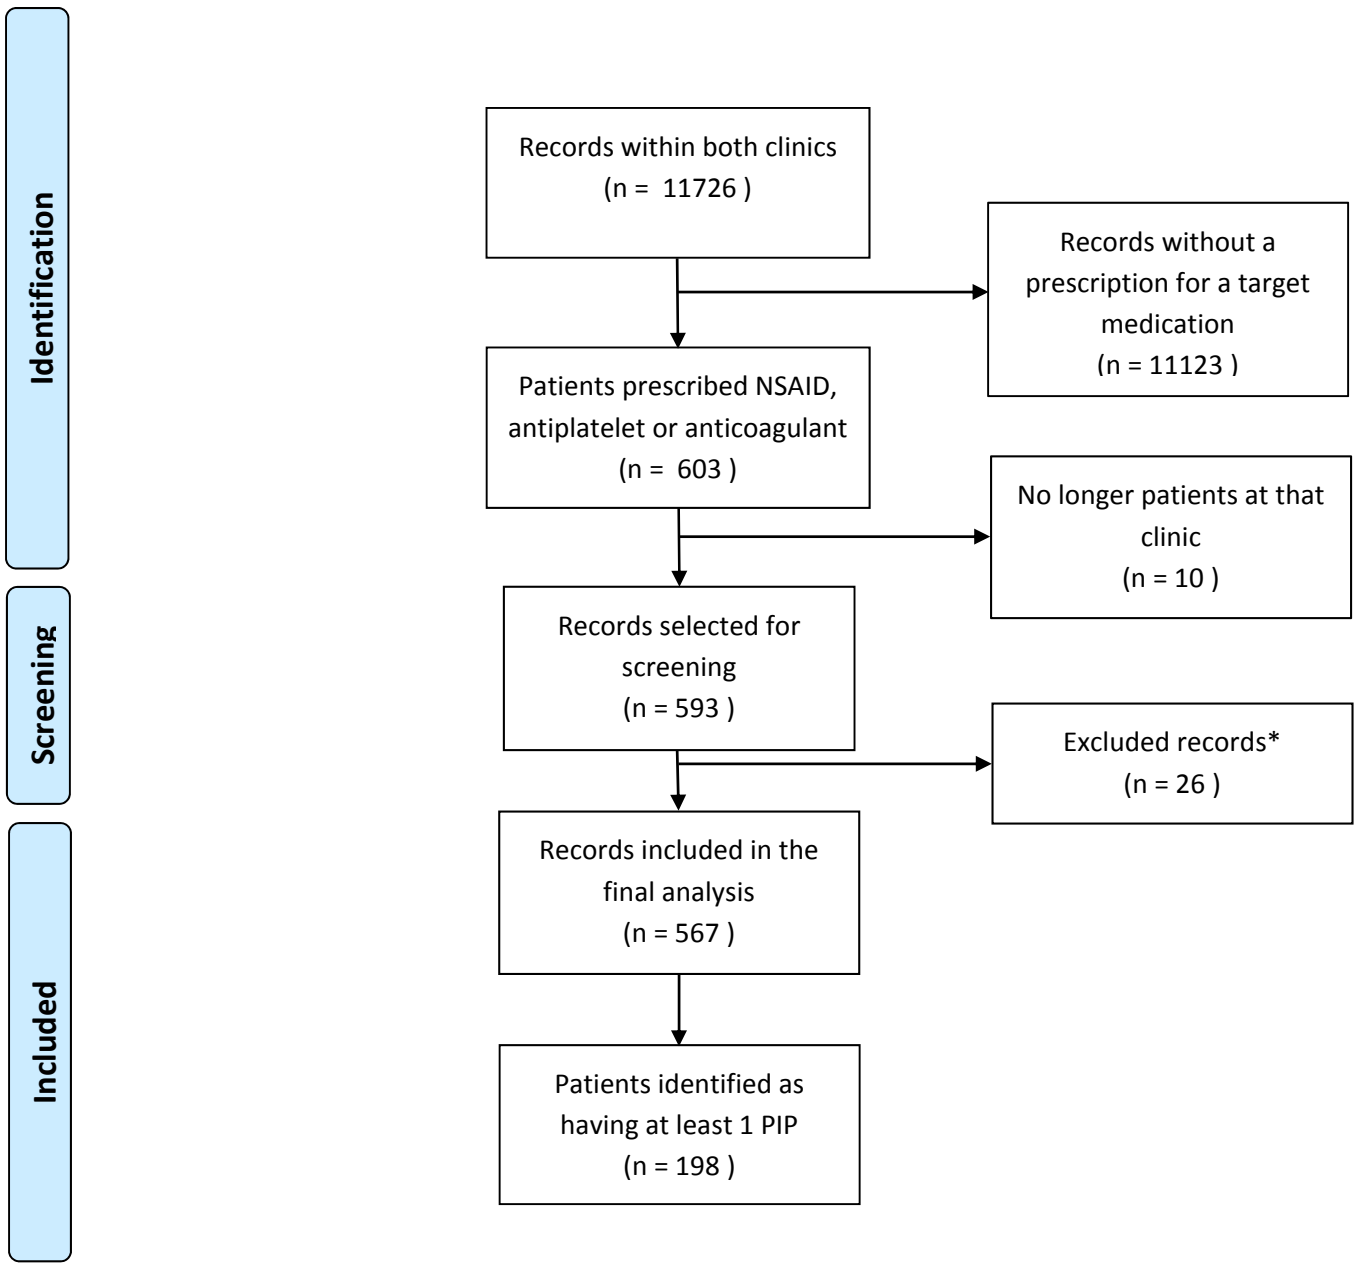 Identification
Records within both clinics
(n =  11726 )
Records without a
prescription for a target
medication
(n = 11123 )
Patients prescribed NSAID,
antiplatelet or anticoagulant
(n =  603 )
No longer patients at that
clinic
(n = 10 )
Screening
Records selected for
screening
(n = 593 )
Excluded records*
(n = 26 )
Included
Records included in the
final analysis
(n = 567 )
Patients identified as
having at least 1 PIP
(n = 198 )